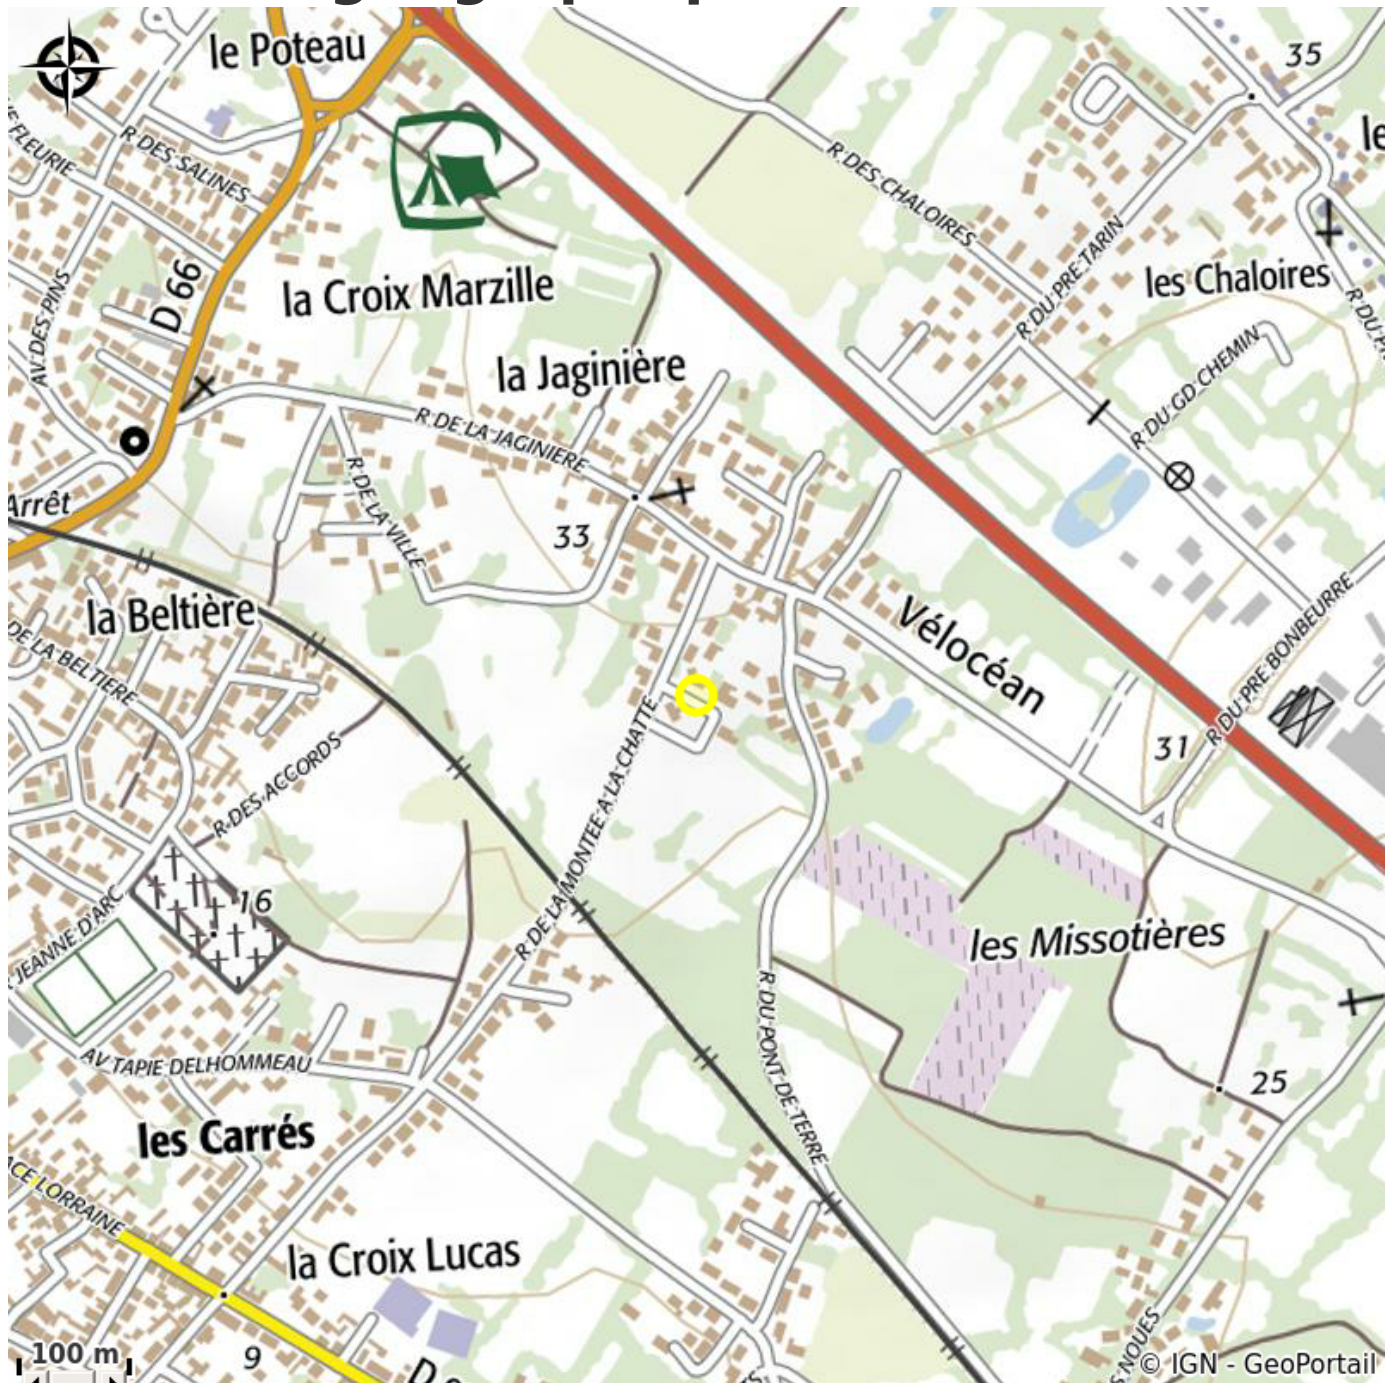 le Poteau
35
le
E FLEURIE
R DES SALINES
R DES CHALOIRES
R DU PRE TARIN
les Chaloires
D 66
la Croix Marzille
AV DES PINS
R DU GD CHEMIN
la Jaginière
R DE LA JAGINIERE
R DE LA VILLE
Arrêt
33
la Beltière
Vélocéan
R DU PRE BONBEURRE
DE LA BELTIERE
R DE LA MONTEE A LA CHATTE
31
R DES ACCORDS
16
JEANNE D'ARC
les Missotières
R DU PONT DE TERRE
AV TAPIE DELHOMMEAU
25
les Carrés
ACE LORRAINE
la Croix Lucas
9
100 m
© IGN - GeoPortail